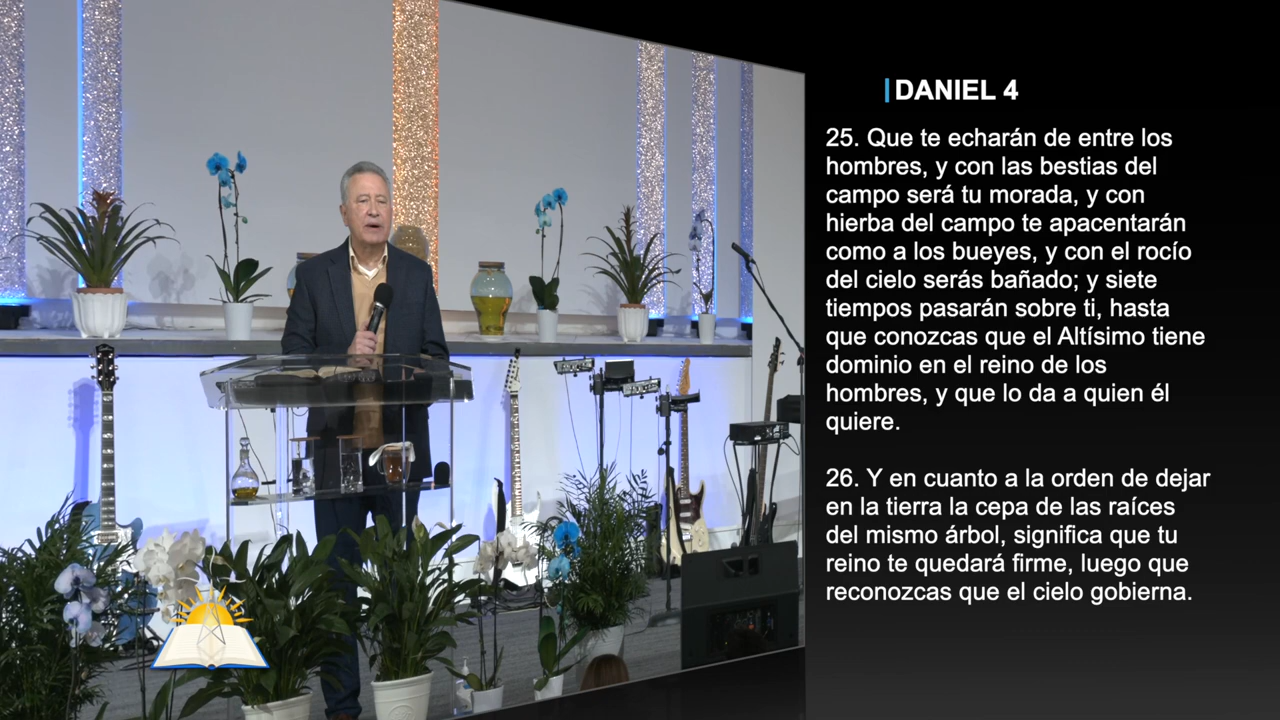 DANIEL 4
25. Que te echarán de entre los
hombres, y con las bestias del
campo será tu morada, y con
hierba del campo te apacentarán
como a los bueyes, y con el rocío
del cielo serás bañado; y siete
tiempos pasarán sobre ti, hasta
que conozcas que el Altísimo tiene
dominio en el reino de los
hombres, y que lo da a quien él
quiere.
26. Y en cuanto a la orden de dejar
en la tierra la cepa de las raíces
del mismo árbol, significa que tu
reino te quedará firme, luego que
reconozcas que el cielo gobierna.